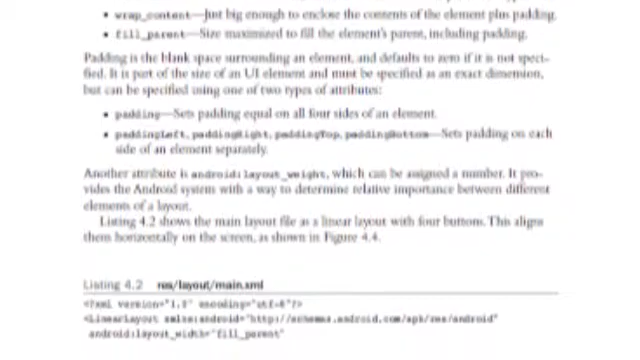 • wrap_content—Just big enough to enclose the contents of the element plus padding.
• fill_parent—Size maximized to fill the element's parent, including padding.
Padding is the blank space surrounding an element, and defaults to zero if it is not speci-
fied. It is part of the size of an UI element and must be specified as an exact dimension,
but can be specified using one of two types of attributes:
• padding—Sets padding equal on all four sides of an element.
• paddingLeft, paddingRight, paddingTop, paddingBottom—Sets padding on each
side of an element separately.
Another attribute is android:layout_weight, which can be assigned a number. It pro-
vides the Android system with a way to determine relative importance between different
elements of a layout.
Listing 4.2 shows the main layout file as a linear layout with four buttons. This aligns
them horizontally on the screen, as shown in Figure 4.4.
Listing 4.2 res/layout/main.xml
<?xml version="1.0" encoding="utf-8"?>
<LinearLayout xmlns:android="http://schemas.android.com/apk/res/android"
android:layout_width="fill_parent"